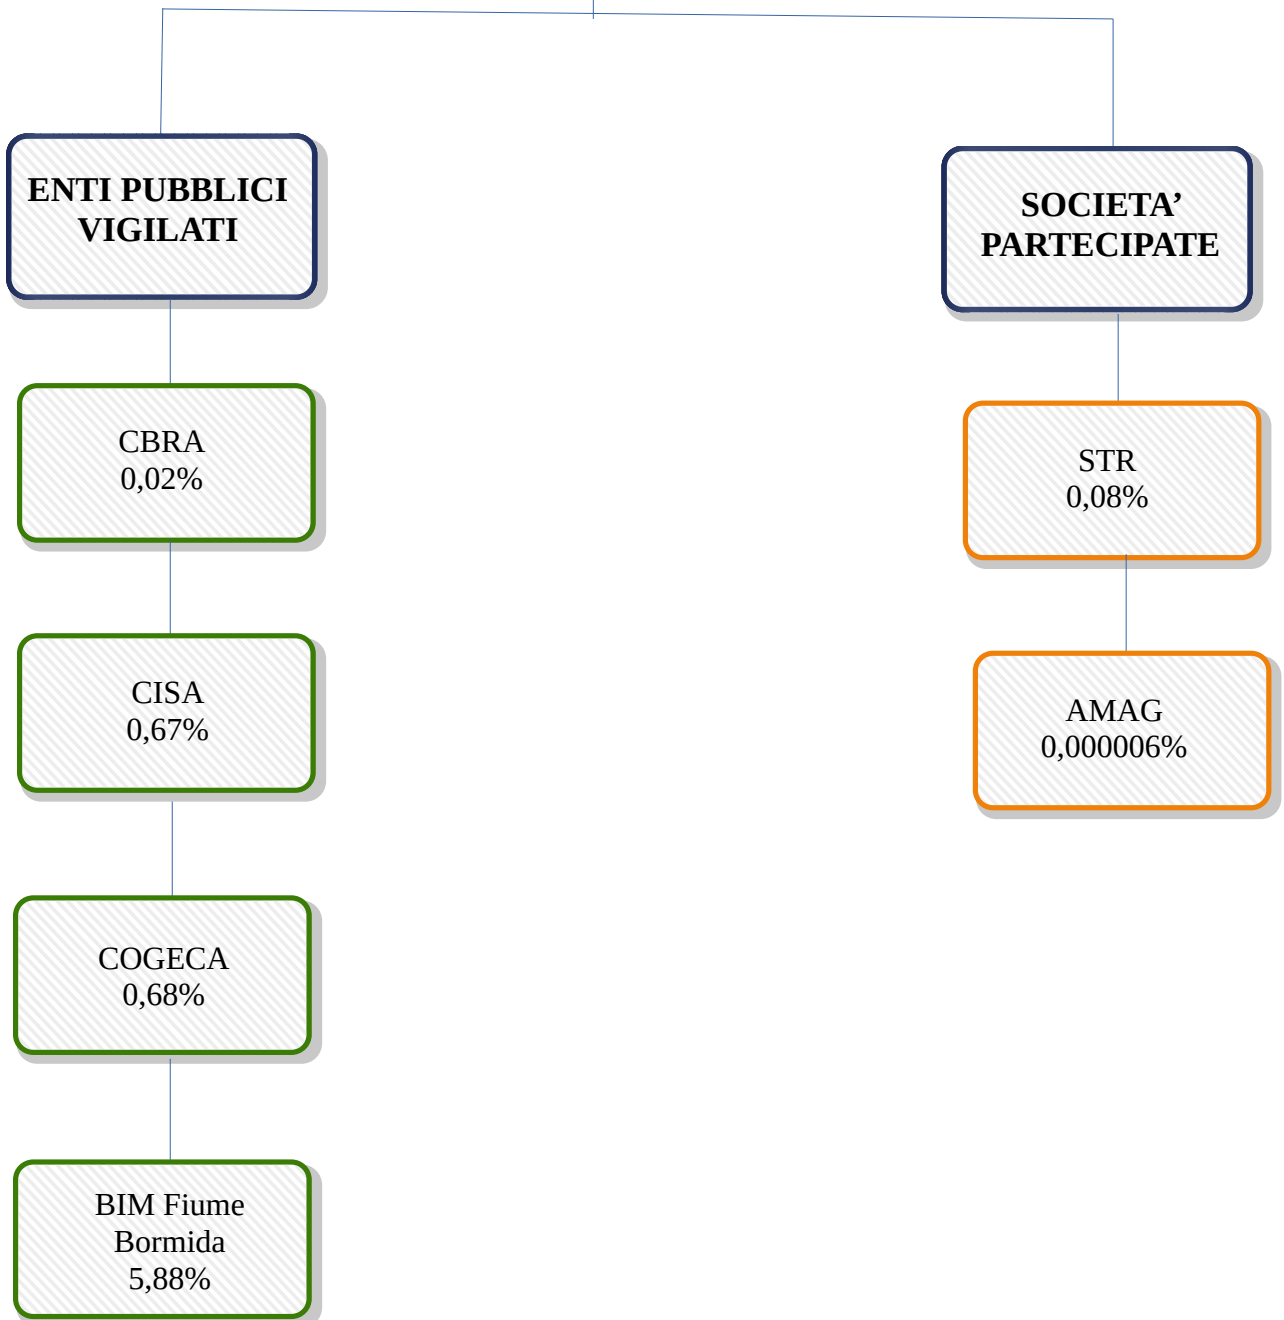 ENTI PUBBLICI
VIGILATI
CBRA
0,02%
CISA
0,67%
COGECA
0,68%
BIM Fiume
Bormida
5,88%
SOCIETA’
PARTECIPATE
STR
0,08%
AMAG
0,000006%